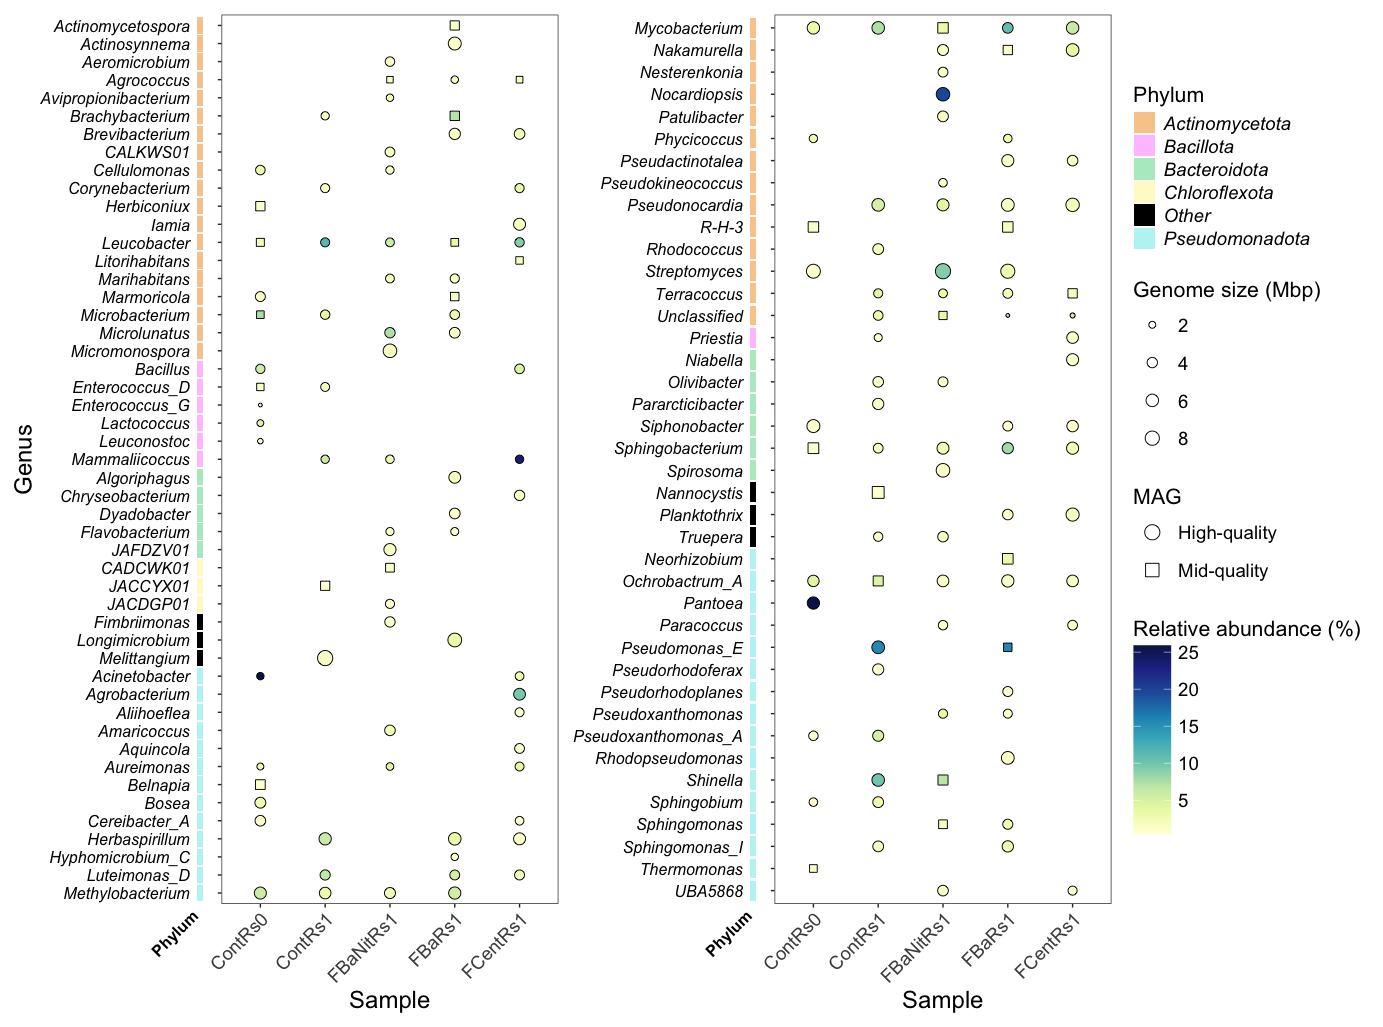 Genus
Actinomycetospora
Actinosynnema
Aeromicrobium
Agrococcus
Avipropionibacterium
Brachybacterium
Brevibacterium
CALKWS01
Cellulomonas
Corynebacterium
Herbiconiux
Iamia
Leucobacter
Litorihabitans
Marihabitans
Marmoricola
Microbacterium
Microlunatus
Micromonospora
Bacillus
Enterococcus_D
Enterococcus_G
Lactococcus
Leuconostoc
Mammaliicoccus
Algoriphagus
Chryseobacterium
Dyadobacter
Flavobacterium
JAFDZV01
CADCWK01
JACCYX01
JACDGP01
Fimbriimonas
Longimicrobium
Melittangium
Acinetobacter
Agrobacterium
Aliihoeflea
Amaricoccus
Aquincola
Aureimonas
Belnapia
Bosea
Cereibacter_A
Herbaspirillum
Hyphomicrobium_C
Luteimonas_D
Methylobacterium
Phylum
ContRs0
ContRs1
FBaNitRs1
FBaRs1
FCentRs1
Sample
Mycobacterium
Nakamurella
Nesterenkonia
Nocardiopsis
Patulibacter
Phycicoccus
Pseudactinotalea
Pseudokineococcus
Pseudonocardia
R-H-3
Rhodococcus
Streptomyces
Terracoccus
Unclassified
Priestia
Niabella
Olivibacter
Pararcticibacter
Siphonobacter
Sphingobacterium
Spirosoma
Nannocystis
Planktothrix
Truepera
Neorhizobium
Ochrobactrum_A
Pantoea
Paracoccus
Pseudomonas_E
Pseudorhodoferax
Pseudorhodoplanes
Pseudoxanthomonas
Pseudoxanthomonas_A
Rhodopseudomonas
Shinella
Sphingobium
Sphingomonas
Sphingomonas_I
Thermomonas
UBA5868
Phylum
ContRs0
ContRs1
FBaNitRs1
FBaRs1
FCentRs1
Sample
Phylum
Actinomycetota
Bacillota
Bacteroidota
Chloroflexota
Other
Pseudomonadota
Genome size (Mbp)
2
4
6
8
MAG
High-quality
Mid-quality
Relative abundance (%)
25
20
15
10
5